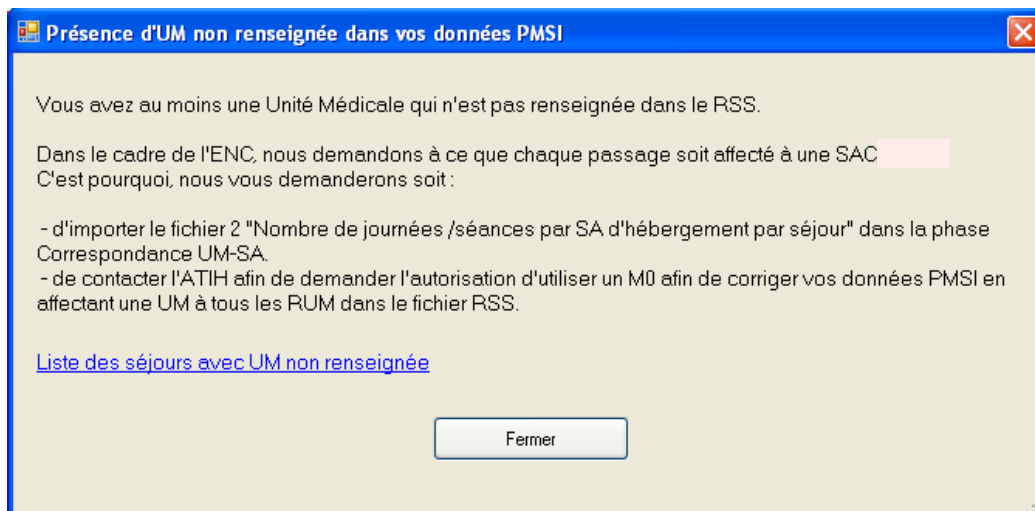 Présence d'UM non renseignée dans vos données PMSI
Vous avez au moins une Unité Médicale qui n'est pas renseignée dans le RSS.
Dans le cadre de l'ENC, nous demandons à ce que chaque passage soit affecté à une SAC
C'est pourquoi, nous vous demanderons soit :
- d'importer le fichier 2 "Nombre de journées /séances par SA d'hébergement par séjour" dans la phase
Correspondance UM-SA.
- de contacter l'ATIH afin de demander l'autorisation d'utiliser un M0 afin de corriger vos données PMSI en
affectant une UM à tous les RUM dans le fichier RSS.
Liste des séjours avec UM non renseignée
Fermer